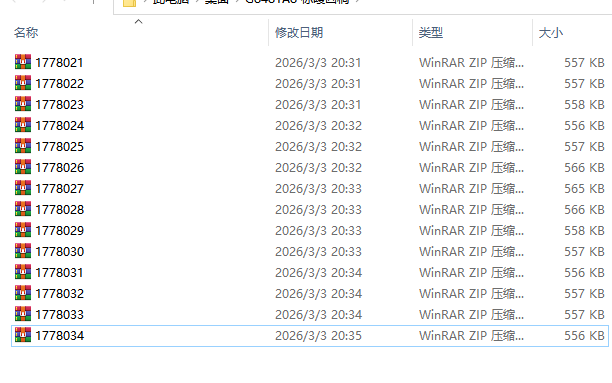 名称 修改日期 类型 大小
1778021 2026/3/3 20:31 WinRAR ZIP 压缩... 557 KB
1778022 2026/3/3 20:31 WinRAR ZIP 压缩... 557 KB
1778023 2026/3/3 20:31 WinRAR ZIP 压缩... 558 KB
1778024 2026/3/3 20:32 WinRAR ZIP 压缩... 556 KB
1778025 2026/3/3 20:32 WinRAR ZIP 压缩... 557 KB
1778026 2026/3/3 20:32 WinRAR ZIP 压缩... 566 KB
1778027 2026/3/3 20:33 WinRAR ZIP 压缩... 565 KB
1778028 2026/3/3 20:33 WinRAR ZIP 压缩... 566 KB
1778029 2026/3/3 20:33 WinRAR ZIP 压缩... 558 KB
1778030 2026/3/3 20:33 WinRAR ZIP 压缩... 557 KB
1778031 2026/3/3 20:34 WinRAR ZIP 压缩... 556 KB
1778032 2026/3/3 20:34 WinRAR ZIP 压缩... 557 KB
1778033 2026/3/3 20:34 WinRAR ZIP 压缩... 557 KB
1778034 2026/3/3 20:35 WinRAR ZIP 压缩... 556 KB